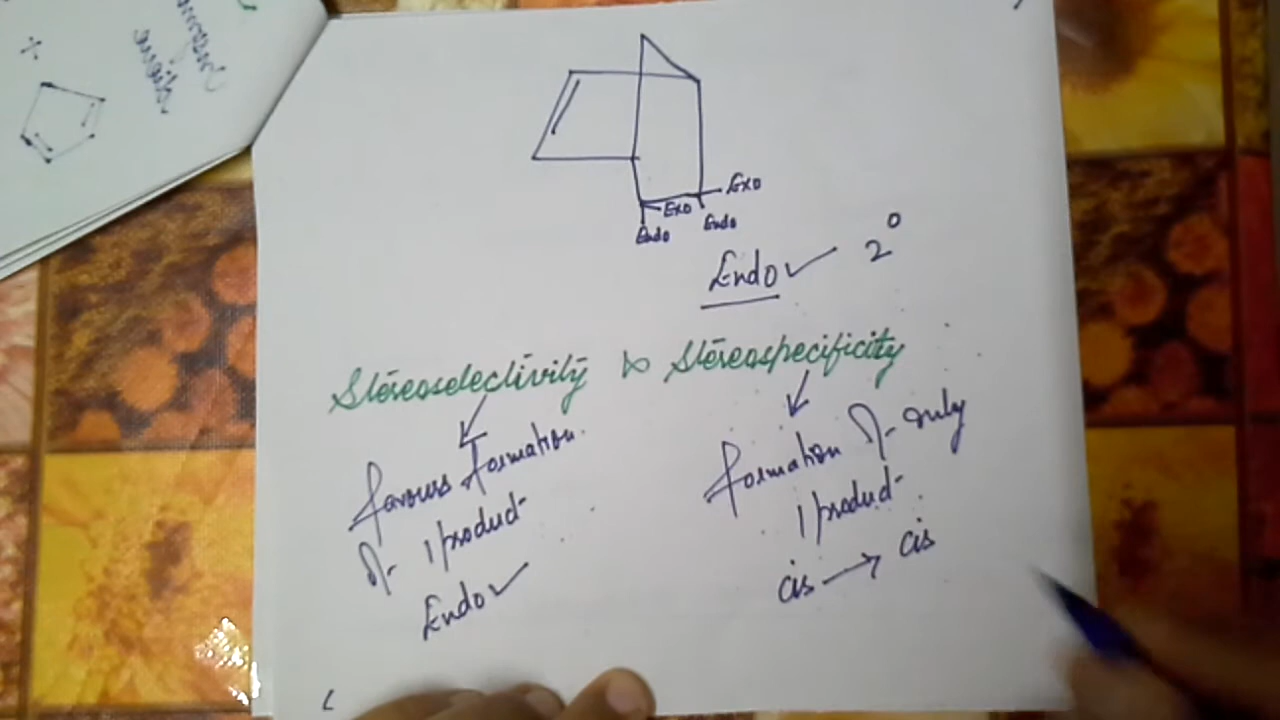 +
Exo
Exo
Endo
Endo
Endo ✓ 2°
Stereoselectivity vs Stereospecificity
favours formation
of 1 product
Endo ✓
formation of only
1 product
cis → cis